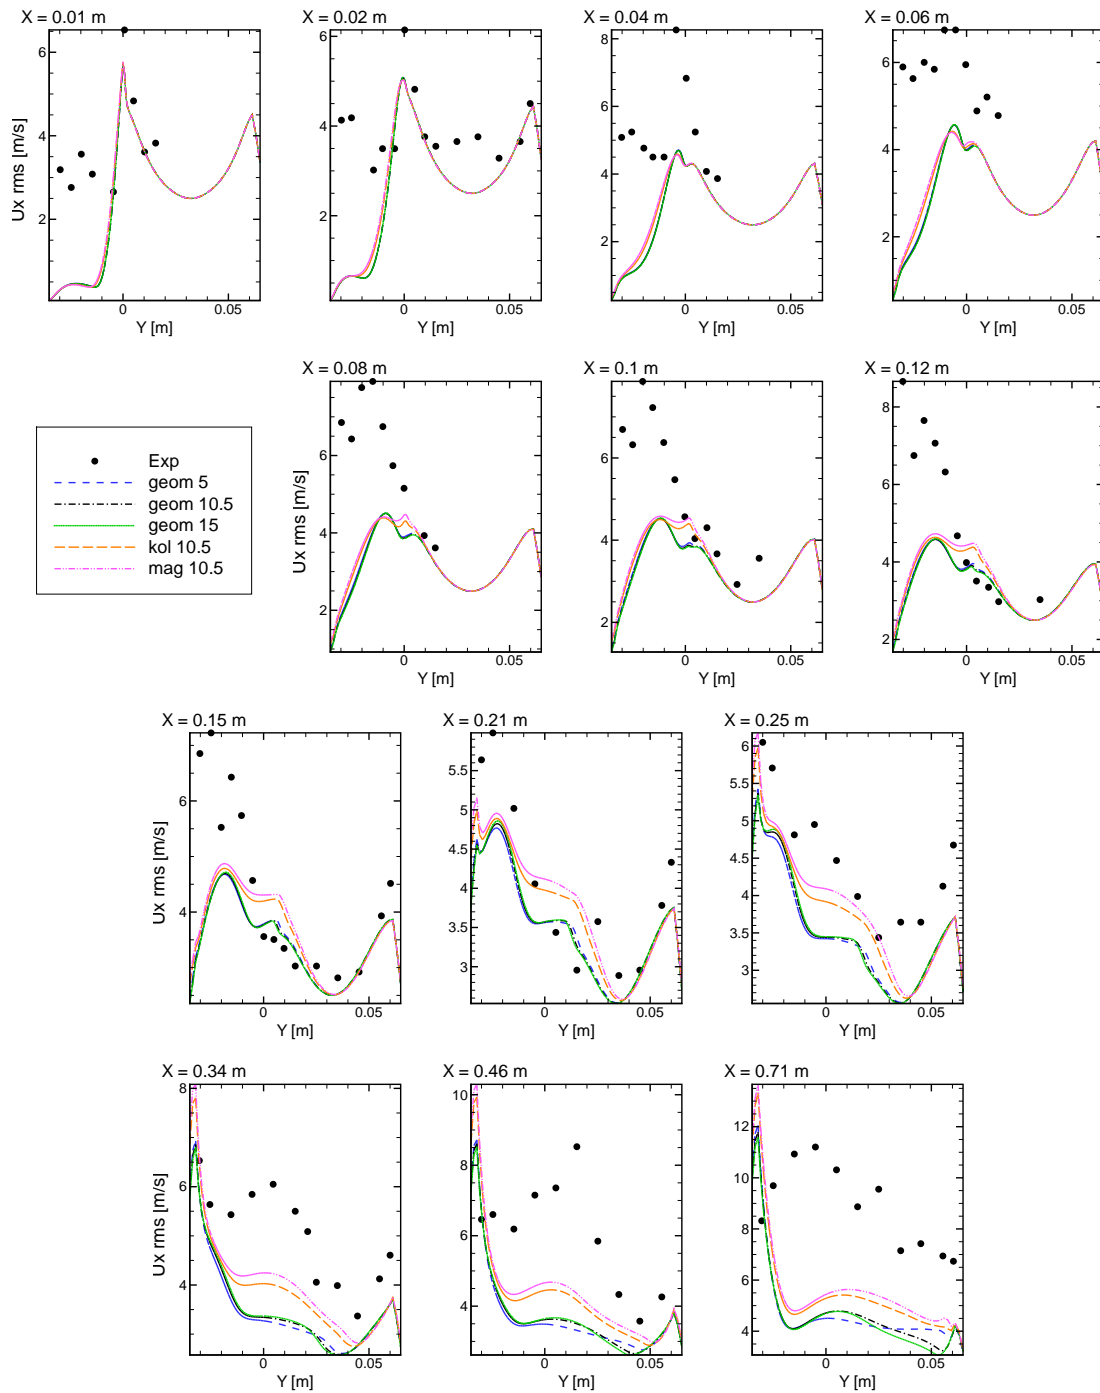 X = 0.01 m
X = 0.02 m
X = 0.04 m
X = 0.06 m
Ux rms [m/s]
6
4
2
0
0.05
Y [m]
6
4
2
0
0.05
Y [m]
8
6
4
2
0
0.05
Y [m]
6
4
2
0
0.05
Y [m]
X = 0.08 m
X = 0.1 m
X = 0.12 m
Exp
geom 5
geom 10.5
geom 15
kol 10.5
mag 10.5
Ux rms [m/s]
6
4
2
0
0.05
Y [m]
6
4
2
0
0.05
Y [m]
8
6
4
2
0
0.05
Y [m]
X = 0.15 m
X = 0.21 m
X = 0.25 m
Ux rms [m/s]
6
4
0
0.05
Y [m]
5.5
5
4.5
4
3.5
3
0
0.05
Y [m]
6
5.5
5
4.5
4
3.5
3
0
0.05
Y [m]
X = 0.34 m
X = 0.46 m
X = 0.71 m
Ux rms [m/s]
8
6
4
0
0.05
Y [m]
10
8
6
4
0
0.05
Y [m]
12
10
8
6
4
0
0.05
Y [m]